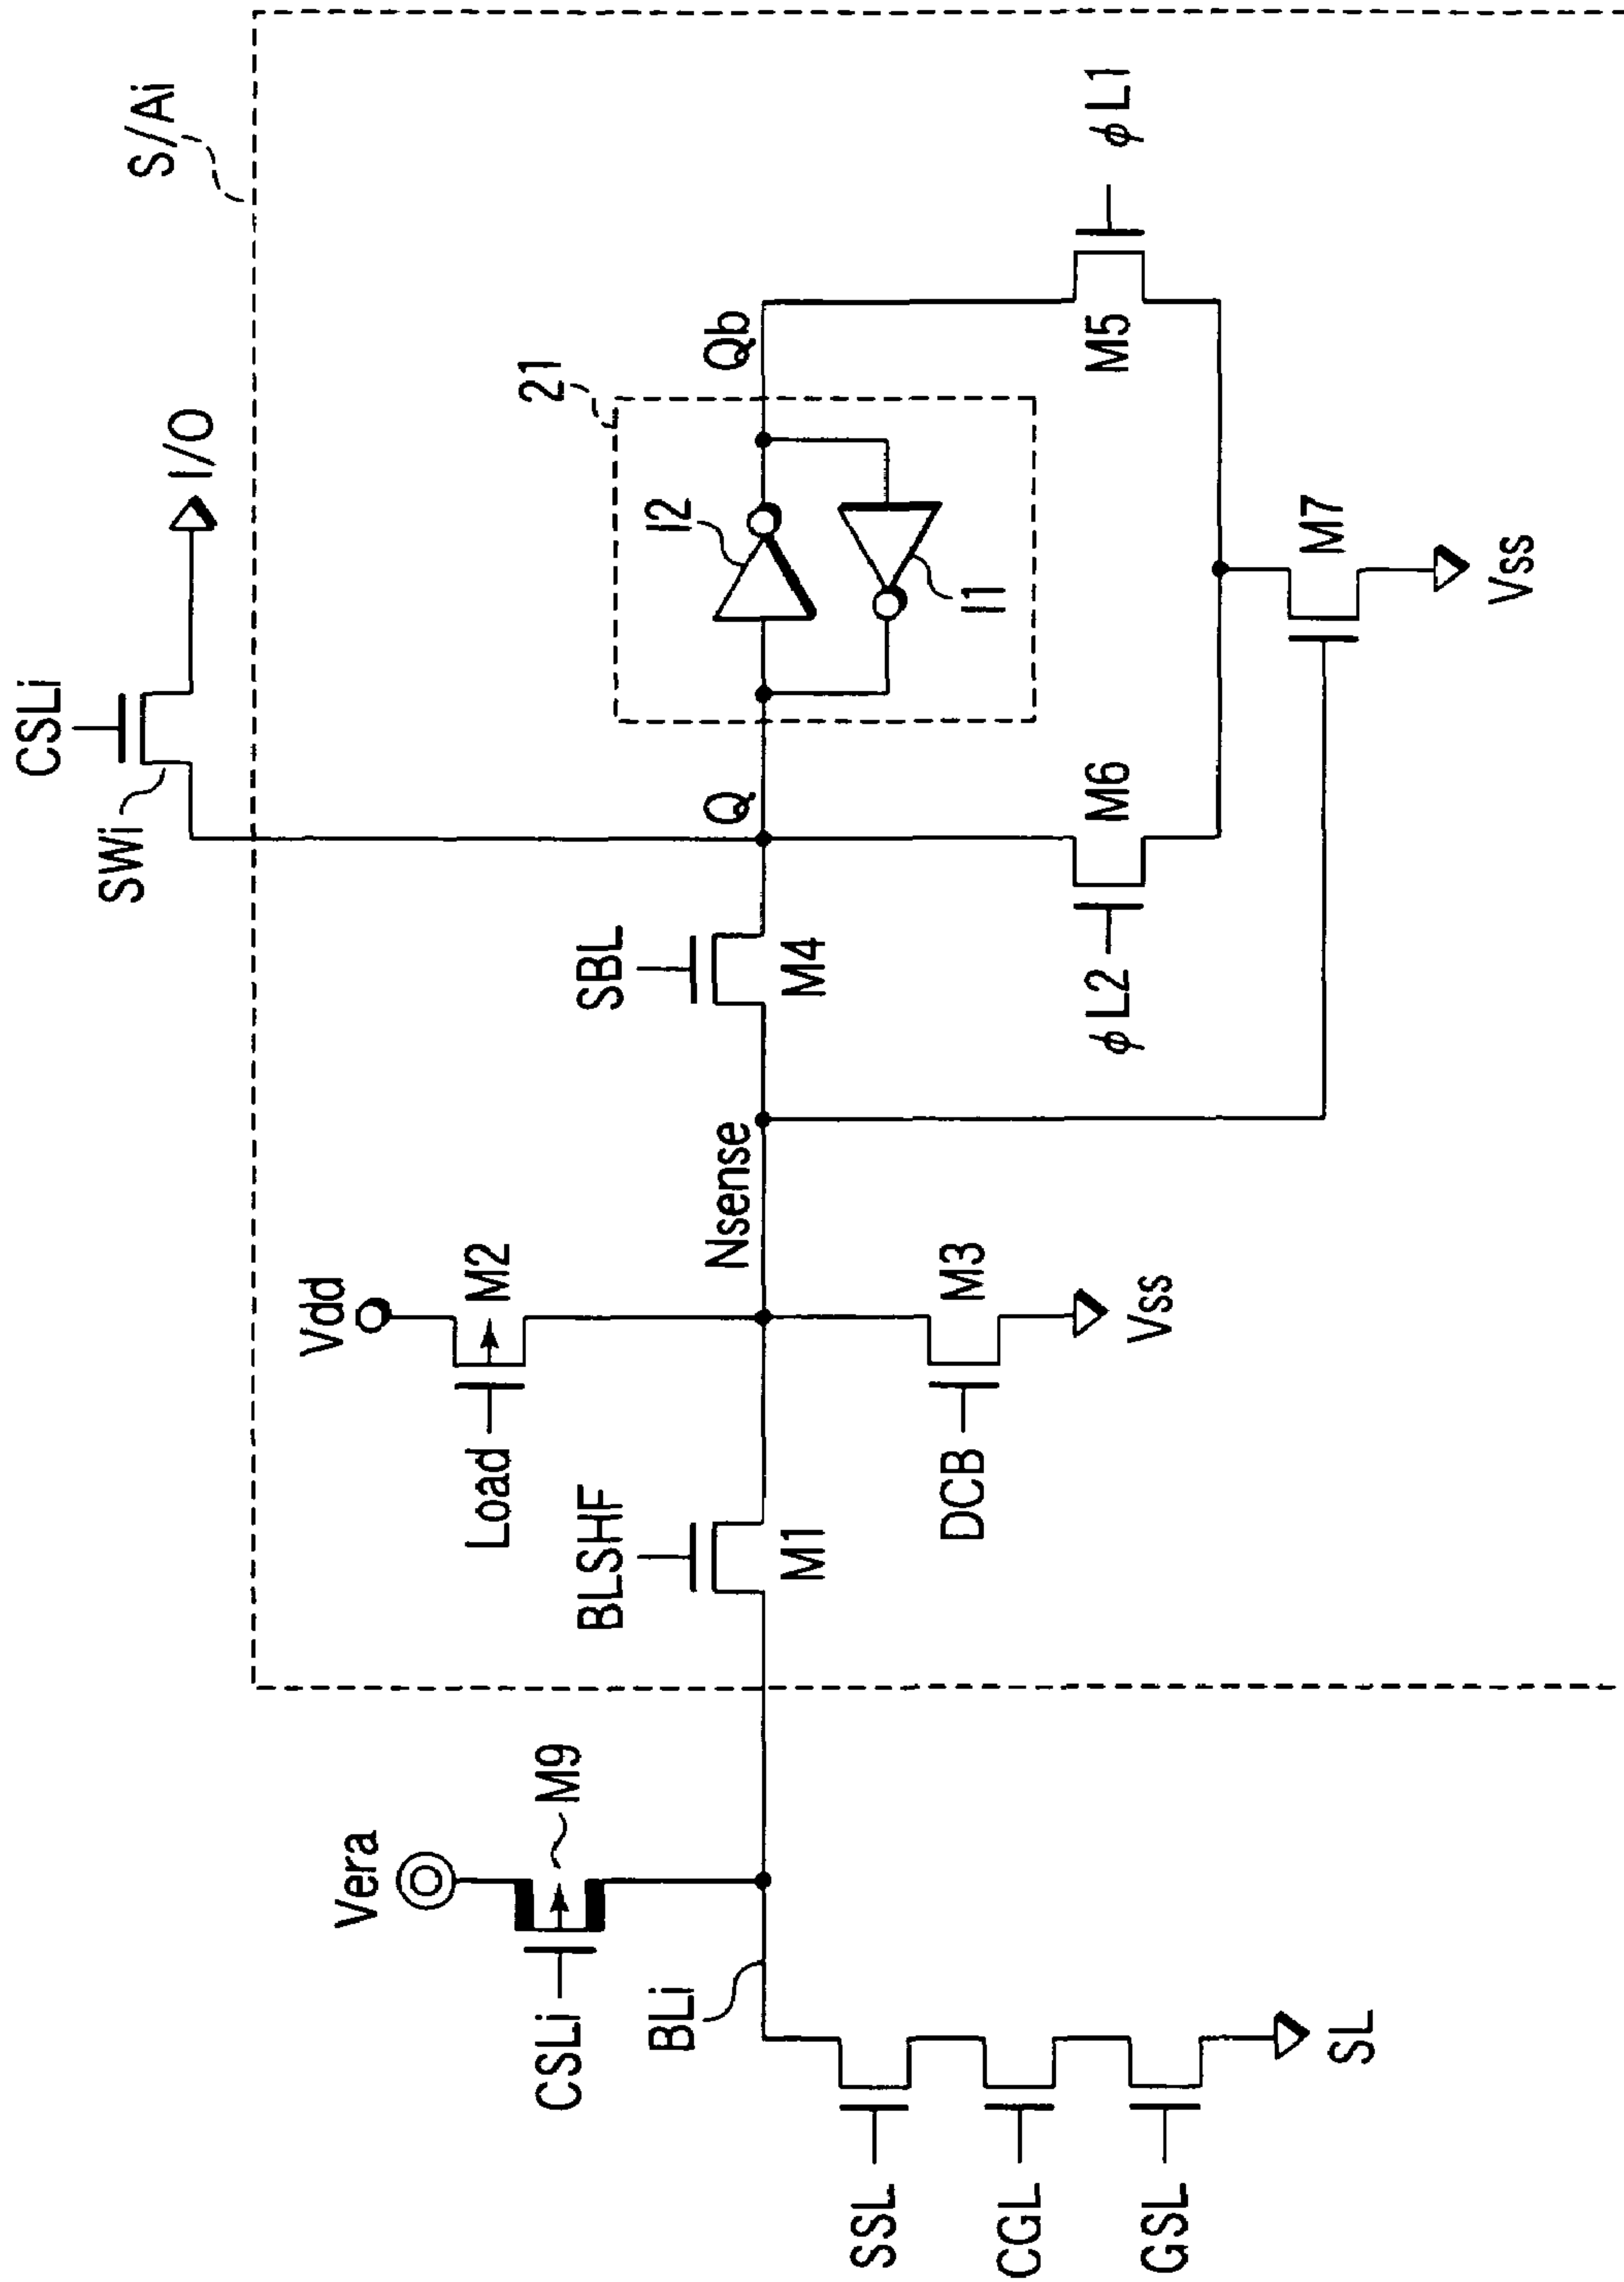 S/Ai
CSLi
SWi
I/O
Vera
M9
CSLi
BLi
SSL
CGL
GSL
SL
BLSHF
M1
Vdd
Load
M2
DCB
M3
Vss
Nsense
SBL
M4
Q
21
I2
I1
Qb
φL2
M6
M5
φL1
M7
Vss